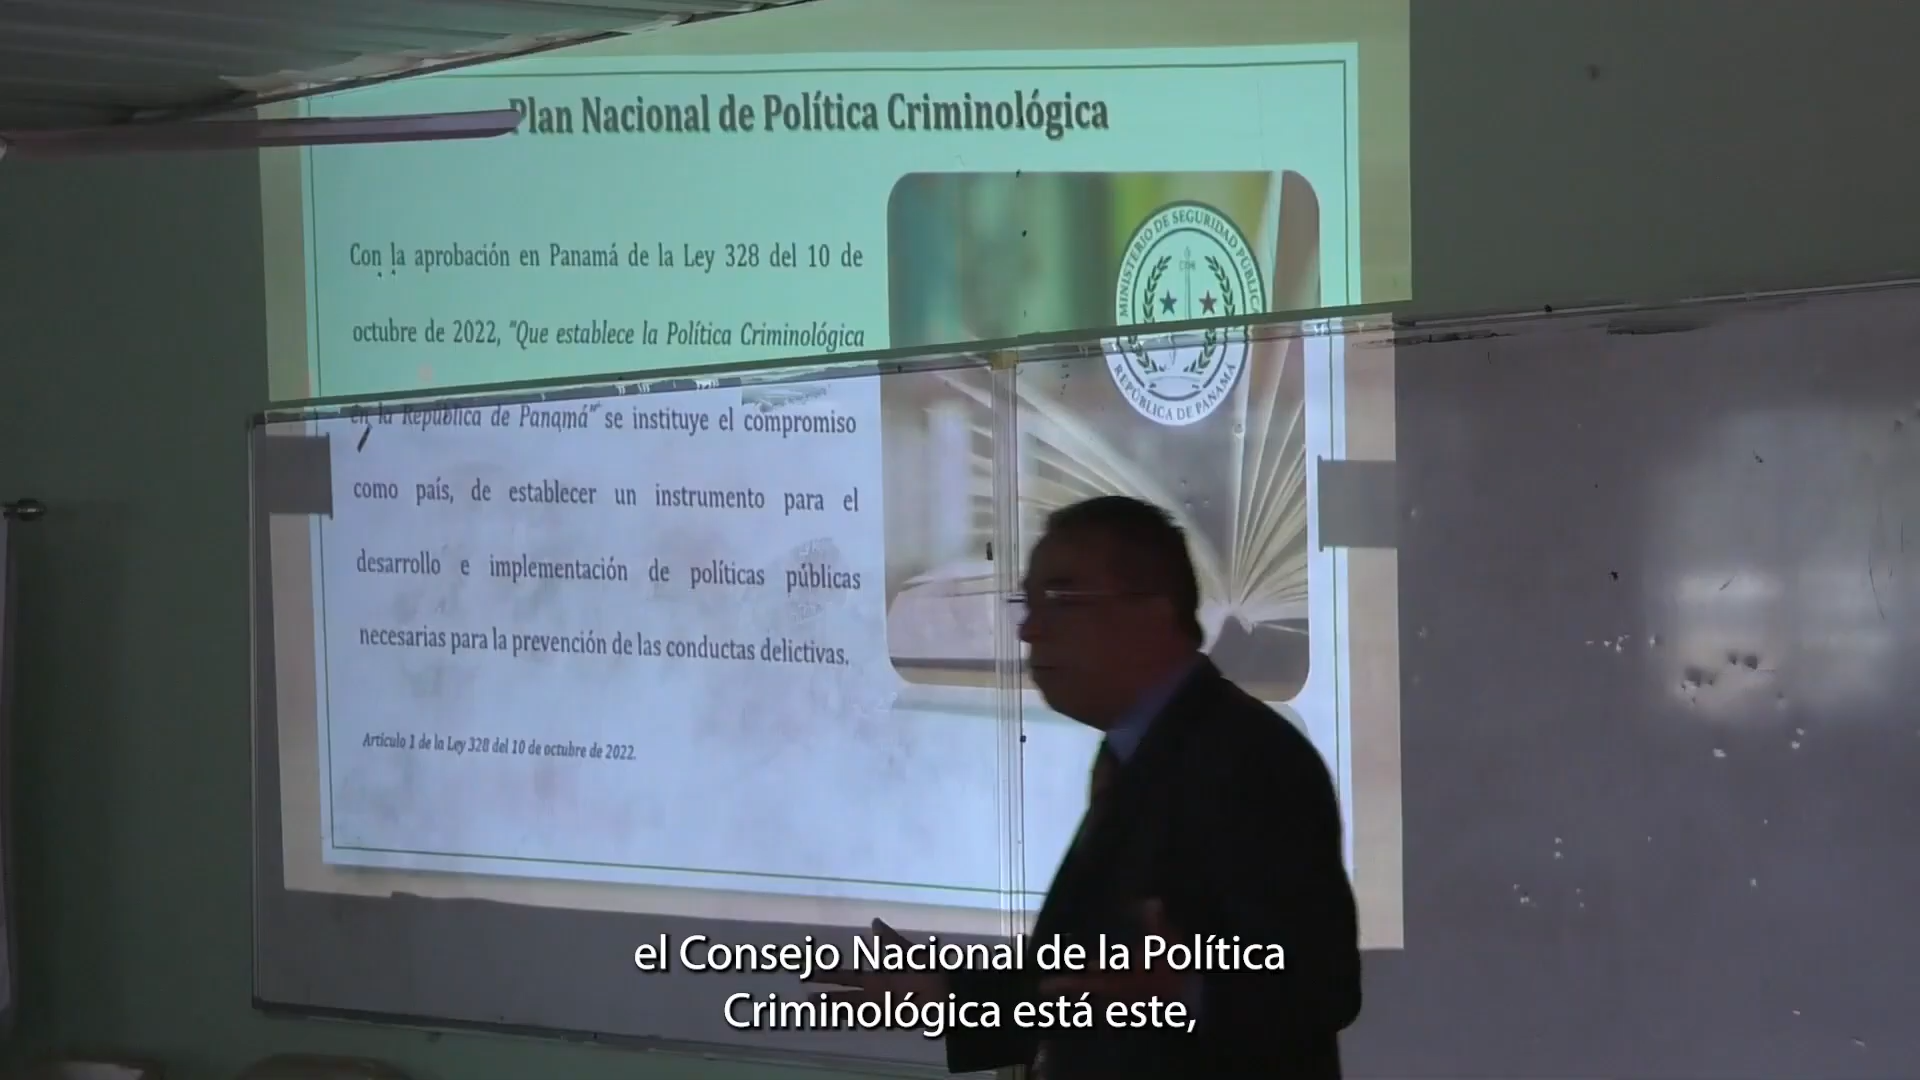 Plan Nacional de Política Criminológica
Con la aprobación en Panamá de la Ley 328 del 10 de
octubre de 2022, "Que establece la Política Criminológica
en la República de Panamá" se instituye el compromiso
como país, de establecer un instrumento para el
desarrollo e implementación de políticas públicas
necesarias para la prevención de las conductas delictivas.
Artículo 1 de la Ley 328 del 10 de octubre de 2022.
MINISTERIO DE SEGURIDAD PÚBLICA
REPÚBLICA DE PANAMÁ
el Consejo Nacional de la Política
Criminológica está este,